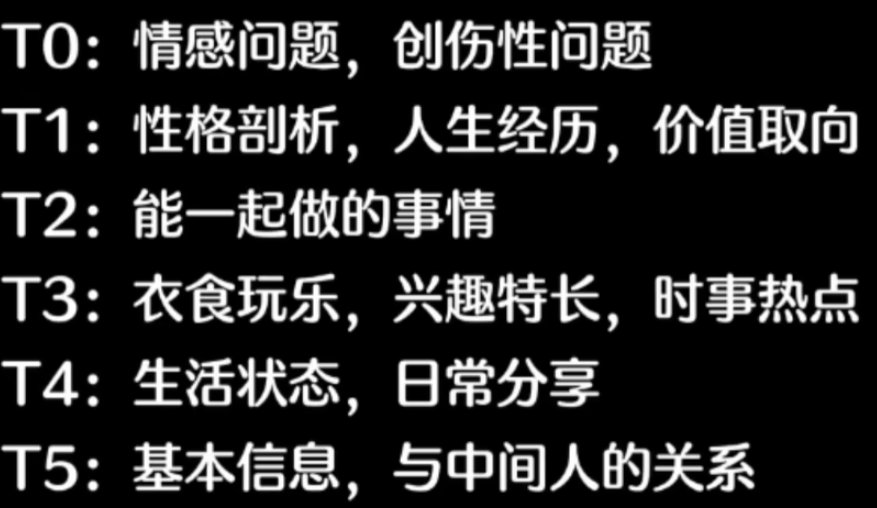 T0：情感问题，创伤性问题
T1：性格剖析，人生经历，价值取向
T2：能一起做的事情
T3：衣食玩乐，兴趣特长，时事热点
T4：生活状态，日常分享
T5：基本信息，与中间人的关系